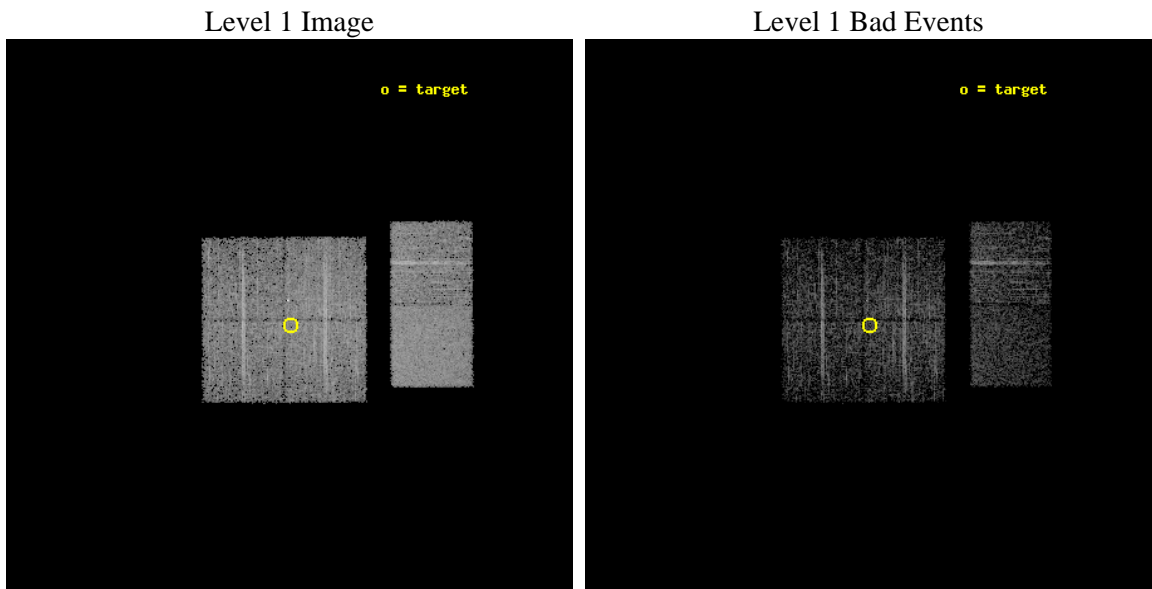 Level 1 Image
Level 1 Bad Events
o = target
o = target